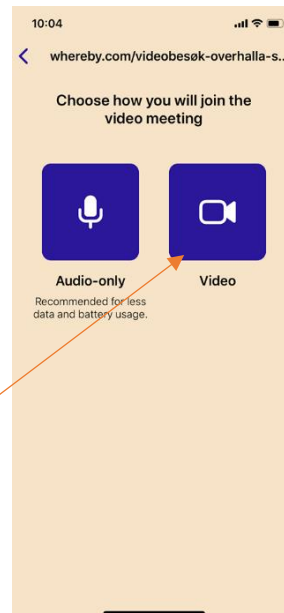 10:04
whereby.com/videobesøk-overhalla-s...
Choose how you will join the
video meeting
Audio-only
Recommended for less
data and battery usage.
Video